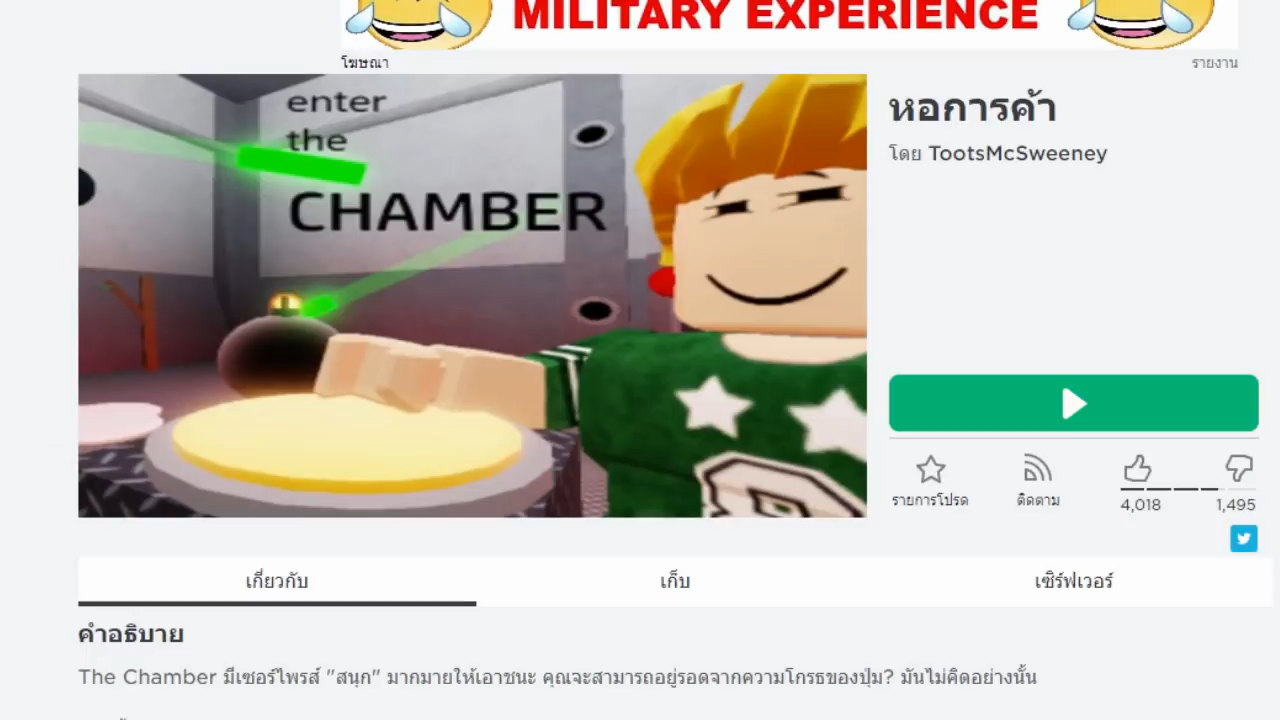 MILITARY EXPERIENCE
โฆษณา
รายงาน
enter
the
CHAMBER
หอการค้า
โดย TootsMcSweeney
รายการโปรด
ติดตาม
4,018
1,495
เกี่ยวกับ
เก็บ
เซิร์ฟเวอร์
คำอธิบาย
The Chamber มีเซอร์ไพรส์ "สนุก" มากมายให้เอาชนะ คุณจะสามารถอยู่รอดจากความโกรธของปุ่ม? มันไม่คิดอย่างนั้น